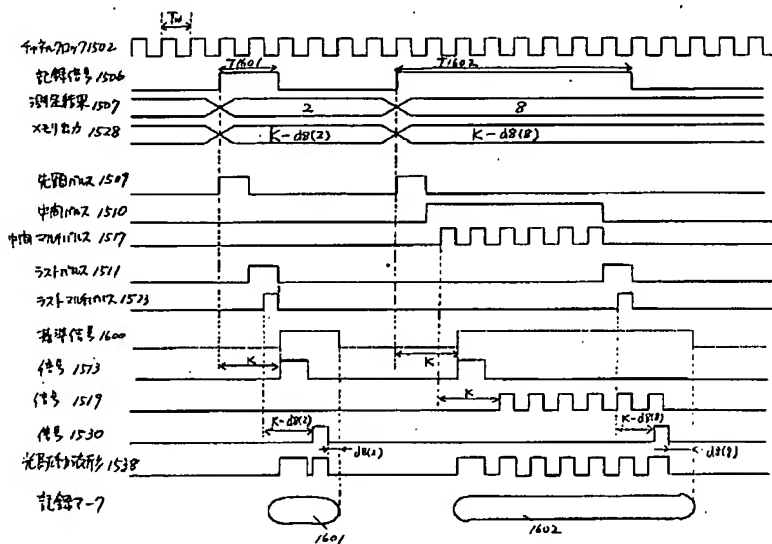 Tw
チャネルクロック1502
記録信号1506
T1601
T1602
測定結果1507
2
8
メモリ出力1528
K-d8(2)
K-d8(8)
先頭パルス1509
中間パルス1510
中間マルチパルス1517
ラストパルス1511
ラストマルチパルス1523
基準信号1600
信号1513
K
K
信号1519
K
信号1530
K-d8(2)
K-d8(8)
d8(2)
d8(8)
光駆動波形1538
記録マーク
1601
1602